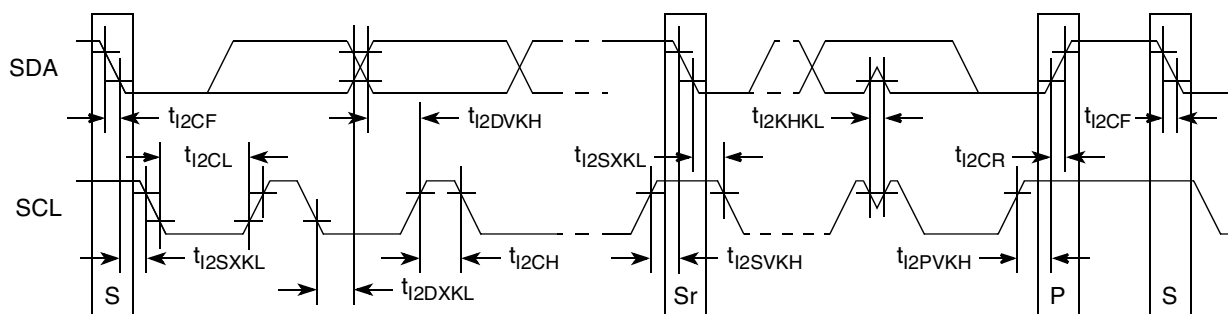 SDA
tI2CF
tI2DVKH
tI2KHKL
tI2CF
tI2CL
tI2SXKL
tI2CR
SCL
tI2SXKL
tI2CH
tI2SVKH
tI2PVKH
tI2DXKL
S
Sr
P
S